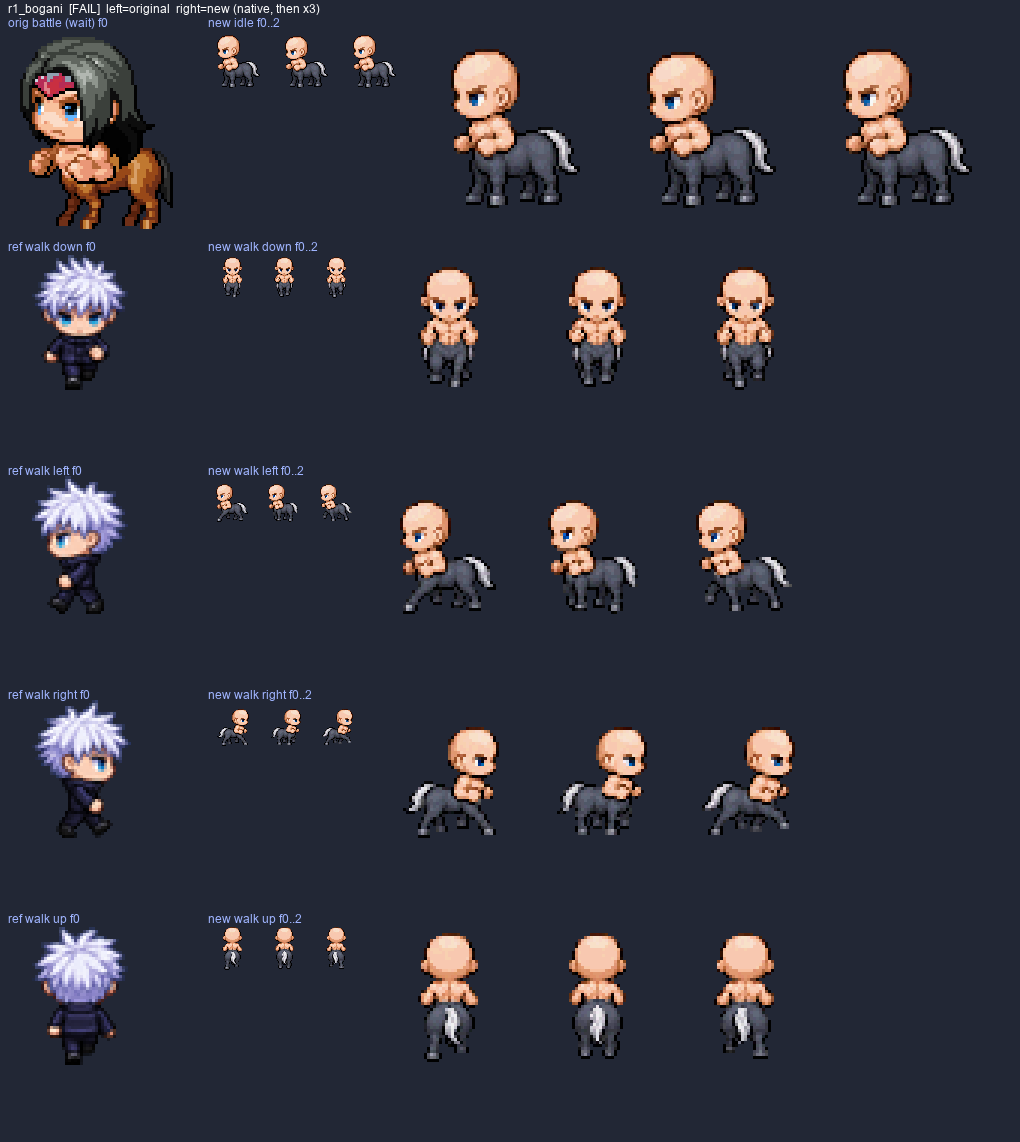 r1_bogani [FAIL] left=original right=new (native, then x3)
orig battle (wait) f0
new idle f0..2
ref walk down f0
new walk down f0..2
ref walk left f0
new walk left f0..2
ref walk right f0
new walk right f0..2
ref walk up f0
new walk up f0..2